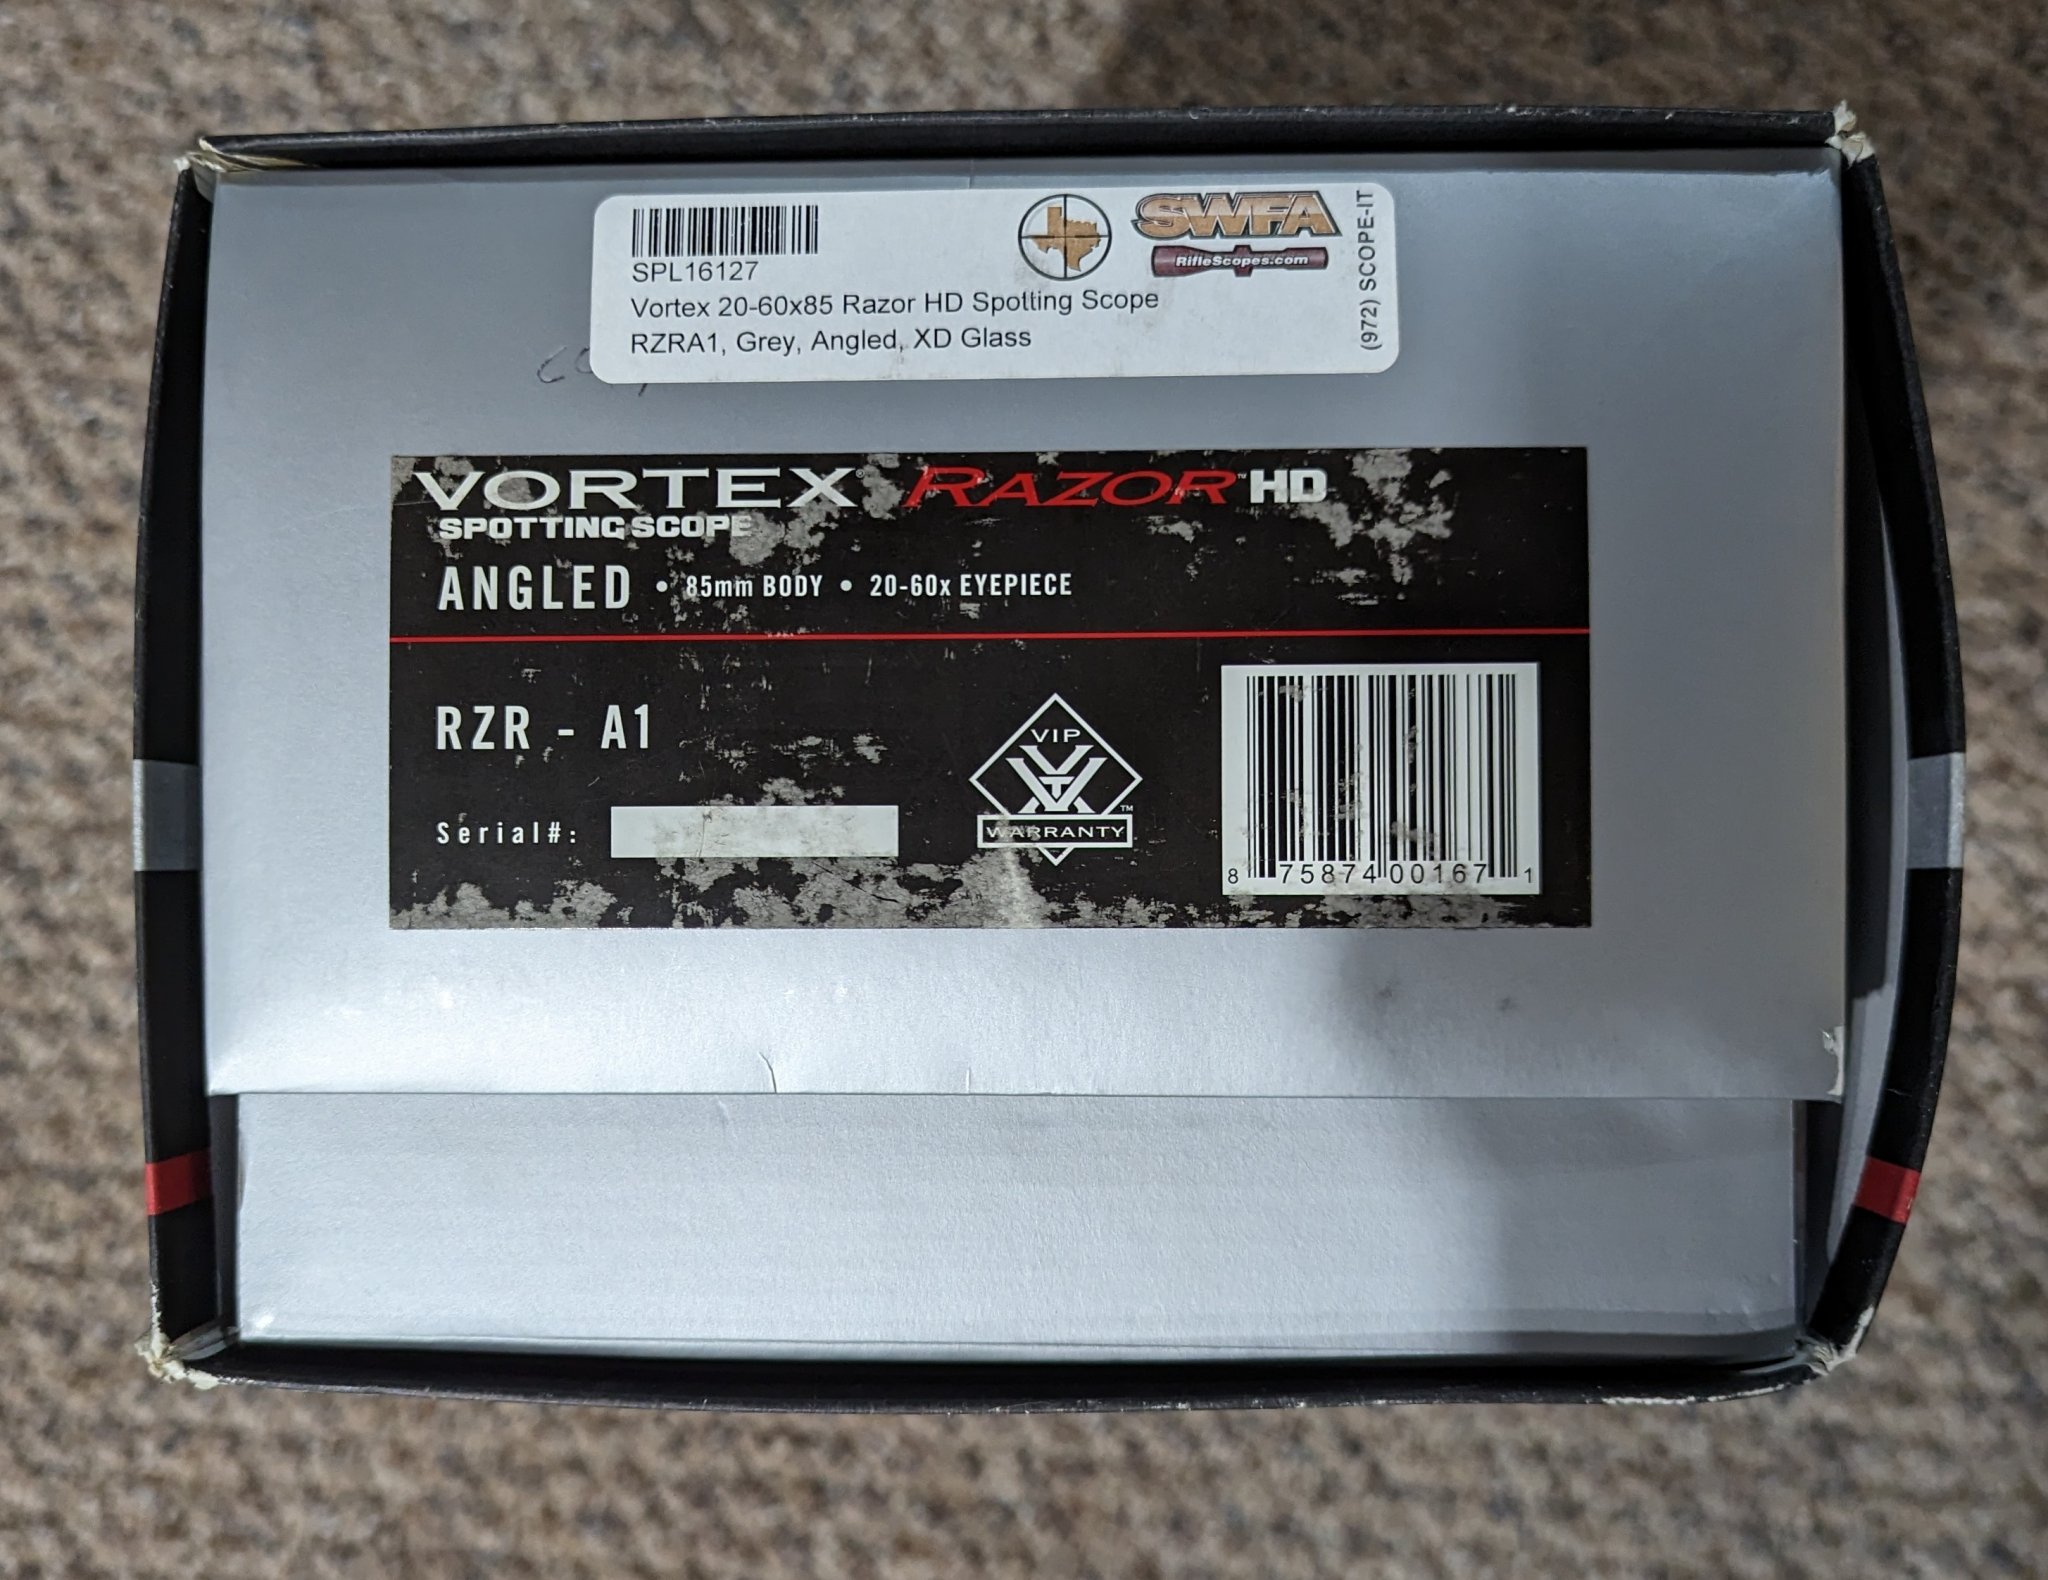 SWFA
RifleScopes.com
(972) SCOPE-IT
SPL16127
Vortex 20-60x85 Razor HD Spotting Scope
RZRA1, Grey, Angled, XD Glass
VORTEX® RAZOR™ HD
SPOTTING SCOPE
ANGLED • 85mm BODY • 20-60x EYEPIECE
RZR - A1
VIP
WARRANTY
™
Serial#:
8 75874 00167 1